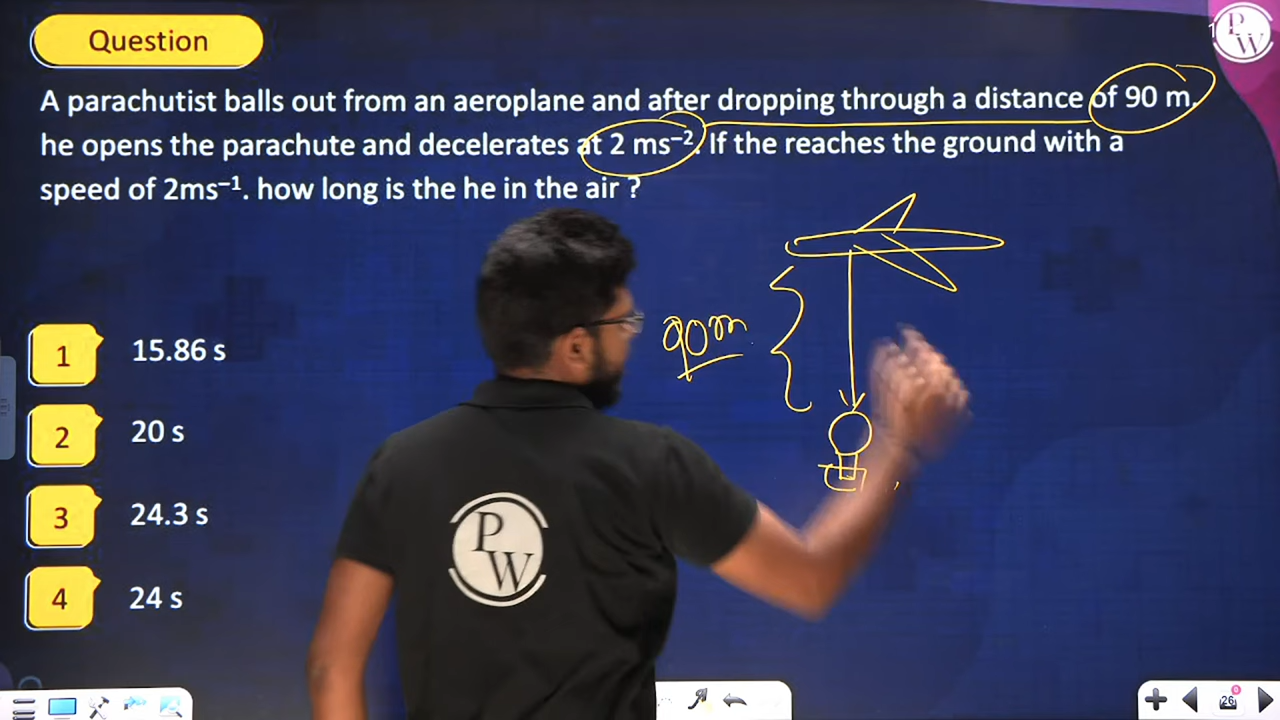 Question
A parachutist balls out from an aeroplane and after dropping through a distance of 90 m,
he opens the parachute and decelerates at 2 ms⁻². If the reaches the ground with a
speed of 2ms⁻¹. how long is the he in the air ?
90m
1 15.86 s
2 20 s
3 24.3 s
4 24 s
P
W
P
W
26